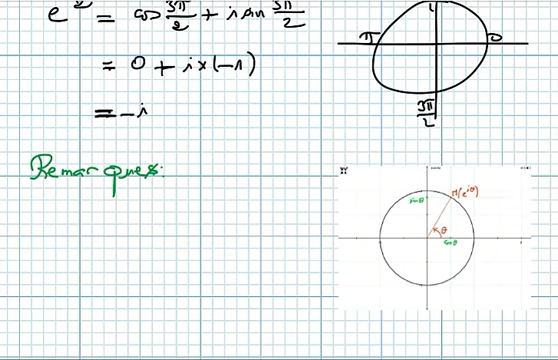 e = cos 3π/2 + i sin 3π/2
= 0 + i×(-1)
= -i
π
0
3π/2
Remarques:
sin θ
M(e^iθ)
θ
cos θ